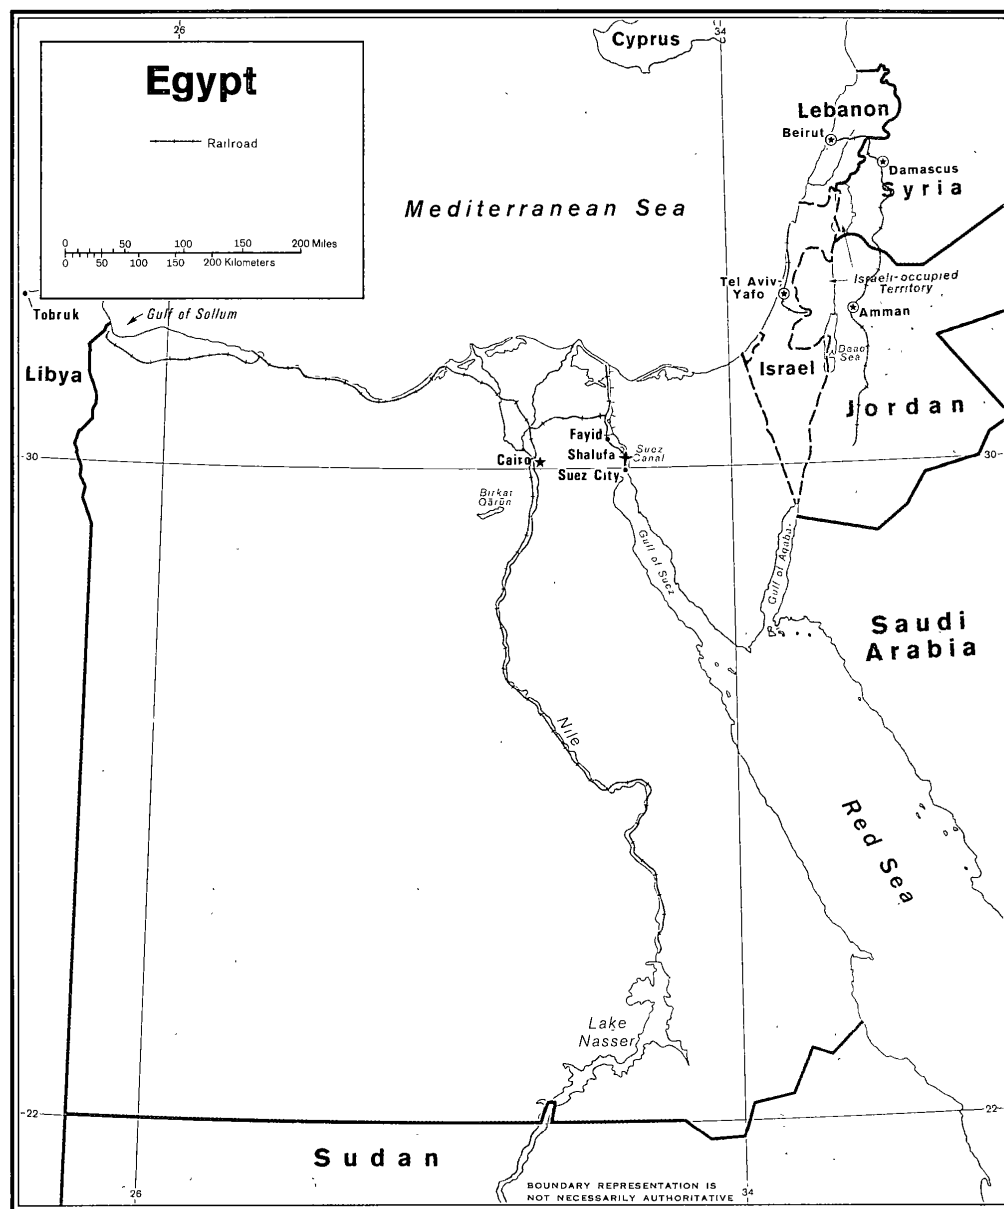 26
34
Cyprus
Egypt
Railroad
0 50 100 150 200 Miles
0 50 100 150 200 Kilometers
Lebanon
Beirut
Damascus
Syria
Mediterranean Sea
Tel Aviv-
Yafo
Israeli-occupied
Territory
Amman
Tobruk
Gulf of Sollum
Libya
Israel
Dead
Sea
Jordan
Fayid
Shalufa
Suez
Canal
30
Cairo
Suez City
30
Birkat
Qārūn
Gulf of Suez
Gulf of Aqaba
Saudi
Arabia
Nile
Red Sea
Lake
Nasser
22
22
Sudan
BOUNDARY REPRESENTATION IS
NOT NECESSARILY AUTHORITATIVE
26
34